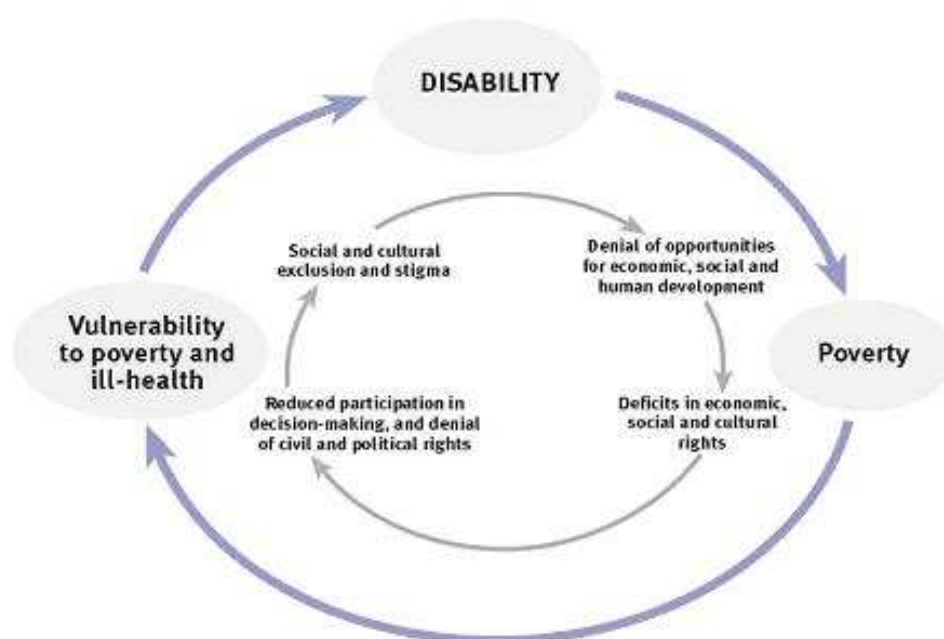 DISABILITY
Social and cultural
exclusion and stigma
Denial of opportunities
for economic, social and
human development
Vulnerability
to poverty and
ill-health
Poverty
Reduced participation in
decision-making, and denial
of civil and political rights
Deficits in economic,
social and cultural
rights